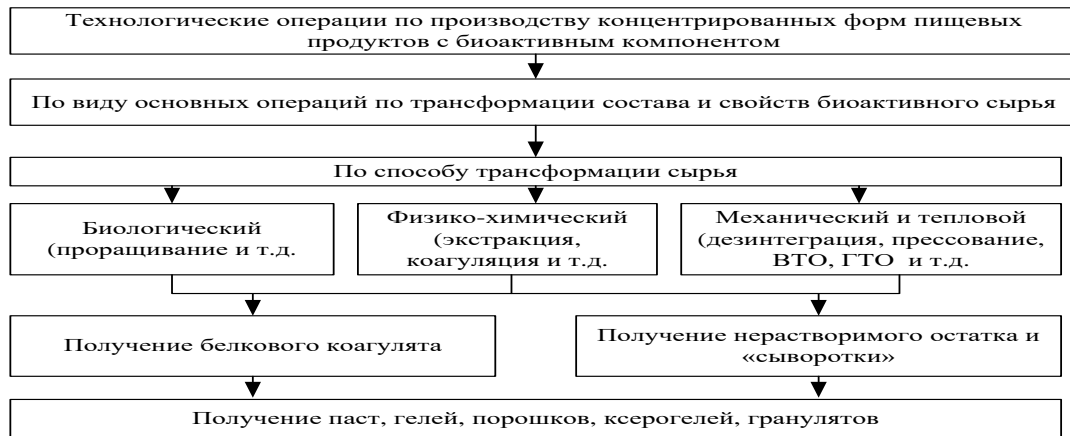 Технологические операции по производству концентрированных форм пищевых
продуктов с биоактивным компонентом
По виду основных операций по трансформации состава и свойств биоактивного сырья
По способу трансформации сырья
Биологический
(проращивание и т.д.
Физико-химический
(экстракция,
коагуляция и т.д.
Механический и тепловой
(дезинтеграция, прессование,
ВТО, ГТО и т.д.
Получение белкового коагулята
Получение нерастворимого остатка и
«сыворотки»
Получение паст, гелей, порошков, ксерогелей, гранулятов